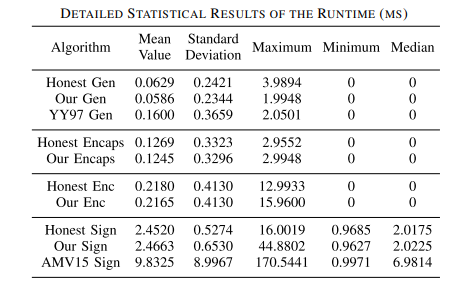 DETAILED STATISTICAL RESULTS OF THE RUNTIME (MS)
Algorithm Mean Value Standard Deviation Maximum Minimum Median
Honest Gen 0.0629 0.2421 3.9894 0 0
Our Gen 0.0586 0.2344 1.9948 0 0
YY97 Gen 0.1600 0.3659 2.0501 0 0
Honest Encaps 0.1269 0.3323 2.9552 0 0
Our Encaps 0.1245 0.3296 2.9948 0 0
Honest Enc 0.2180 0.4130 12.9933 0 0
Our Enc 0.2165 0.4130 15.9600 0 0
Honest Sign 2.4520 0.5274 16.0019 0.9685 2.0175
Our Sign 2.4663 0.6530 44.8802 0.9627 2.0225
AMV15 Sign 9.8325 8.9967 170.5441 0.9971 6.9814